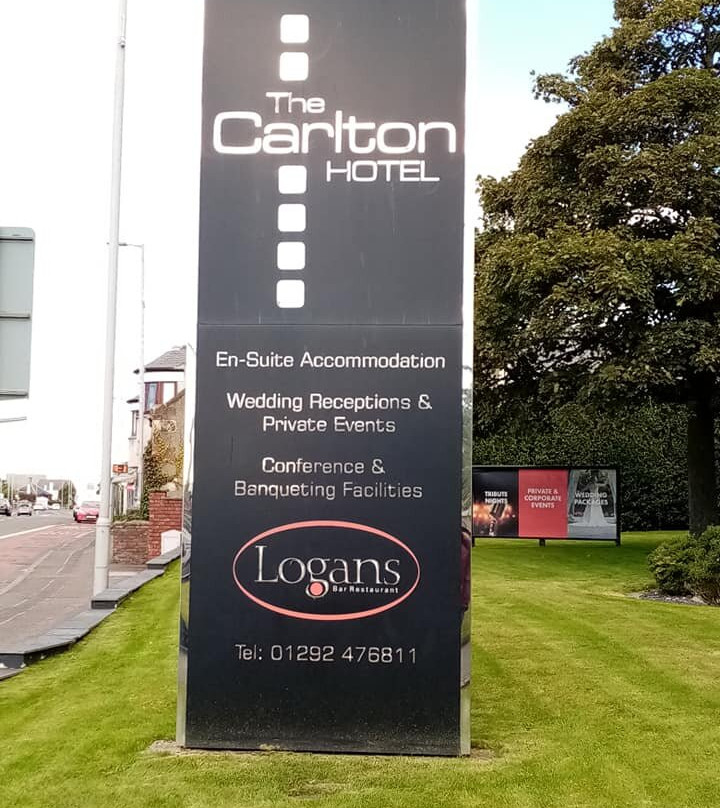 The
Carlton
HOTEL
En-Suite Accommodation
Wedding Receptions &
Private Events
Conference &
Banqueting Facilities
Logans
Bar Restaurant
Tel: 01292 476811
TRIBUTE
NIGHTS
PRIVATE &
CORPORATE
EVENTS
WEDDING
PACKAGES